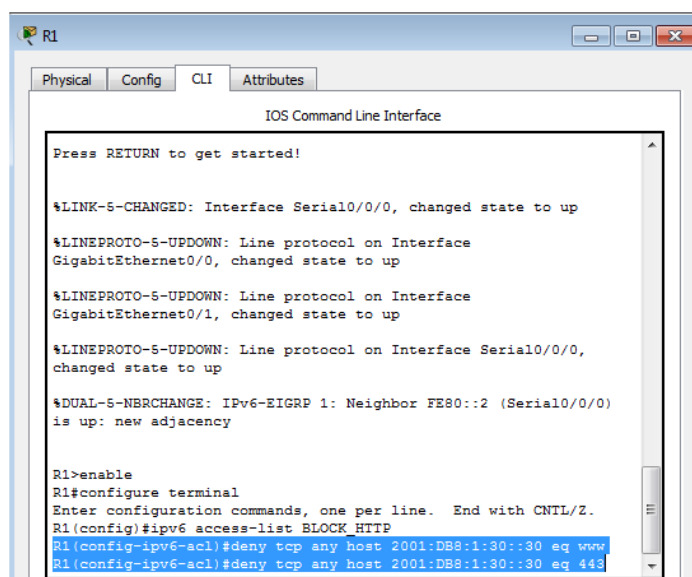 R1
Physical
Config
CLI
Attributes
IOS Command Line Interface
Press RETURN to get started!
%LINK-5-CHANGED: Interface Serial0/0/0, changed state to up
%LINEPROTO-5-UPDOWN: Line protocol on Interface
GigabitEthernet0/0, changed state to up
%LINEPROTO-5-UPDOWN: Line protocol on Interface
GigabitEthernet0/1, changed state to up
%LINEPROTO-5-UPDOWN: Line protocol on Interface Serial0/0/0,
changed state to up
%DUAL-5-NBRCHANGE: IPv6-EIGRP 1: Neighbor FE80::2 (Serial0/0/0)
is up: new adjacency
R1>enable
R1#configure terminal
Enter configuration commands, one per line.  End with CNTL/Z.
R1(config)#ipv6 access-list BLOCK_HTTP
R1(config-ipv6-acl)#deny tcp any host 2001:DB8:1:30::30 eq www
R1(config-ipv6-acl)#deny tcp any host 2001:DB8:1:30::30 eq 443